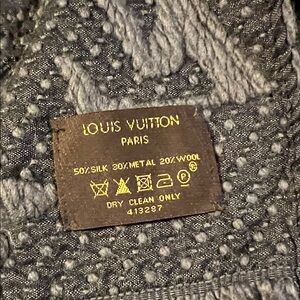 LOUIS VUITTON
PARIS
50% SILK 30% METAL 20% WOOL
P
DRY CLEAN ONLY
413287